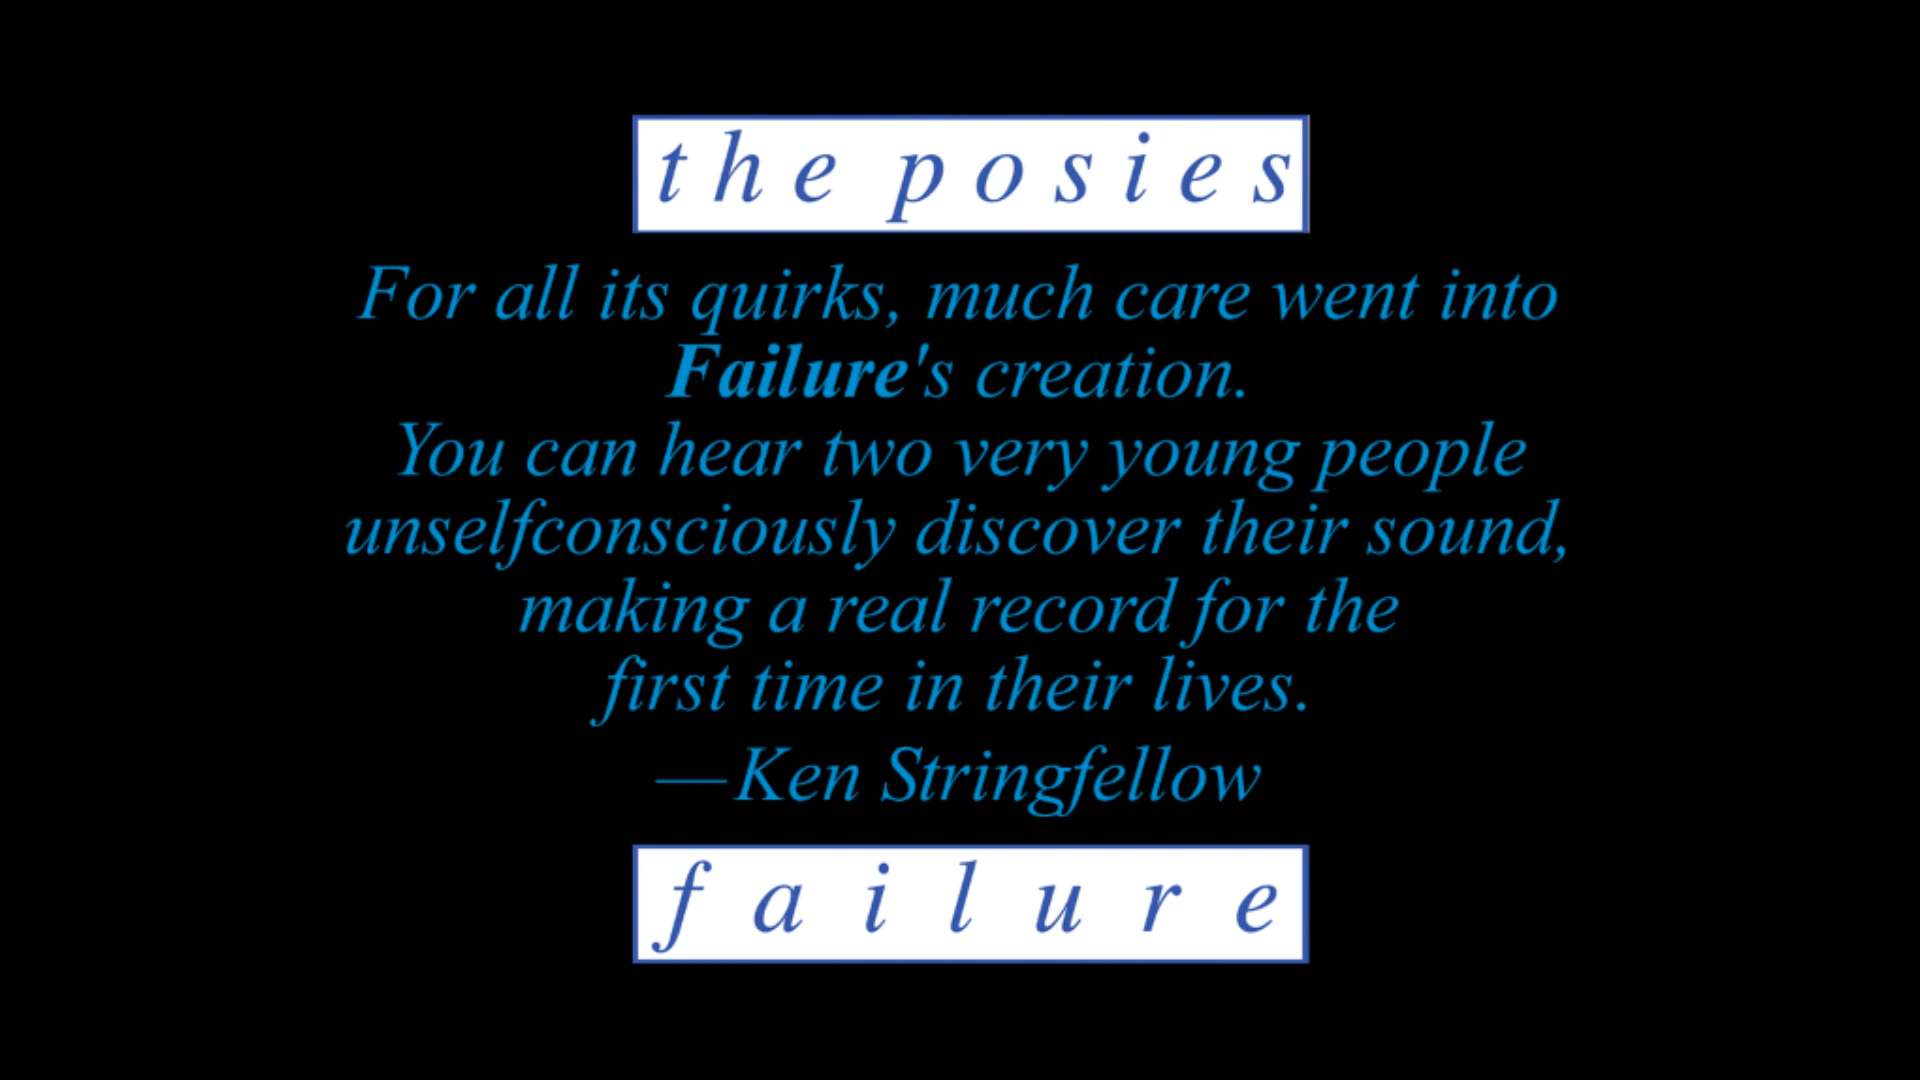 the posies
For all its quirks, much care went into
Failure's creation.
You can hear two very young people
unselfconsciously discover their sound,
making a real record for the
first time in their lives.
—Ken Stringfellow
failure